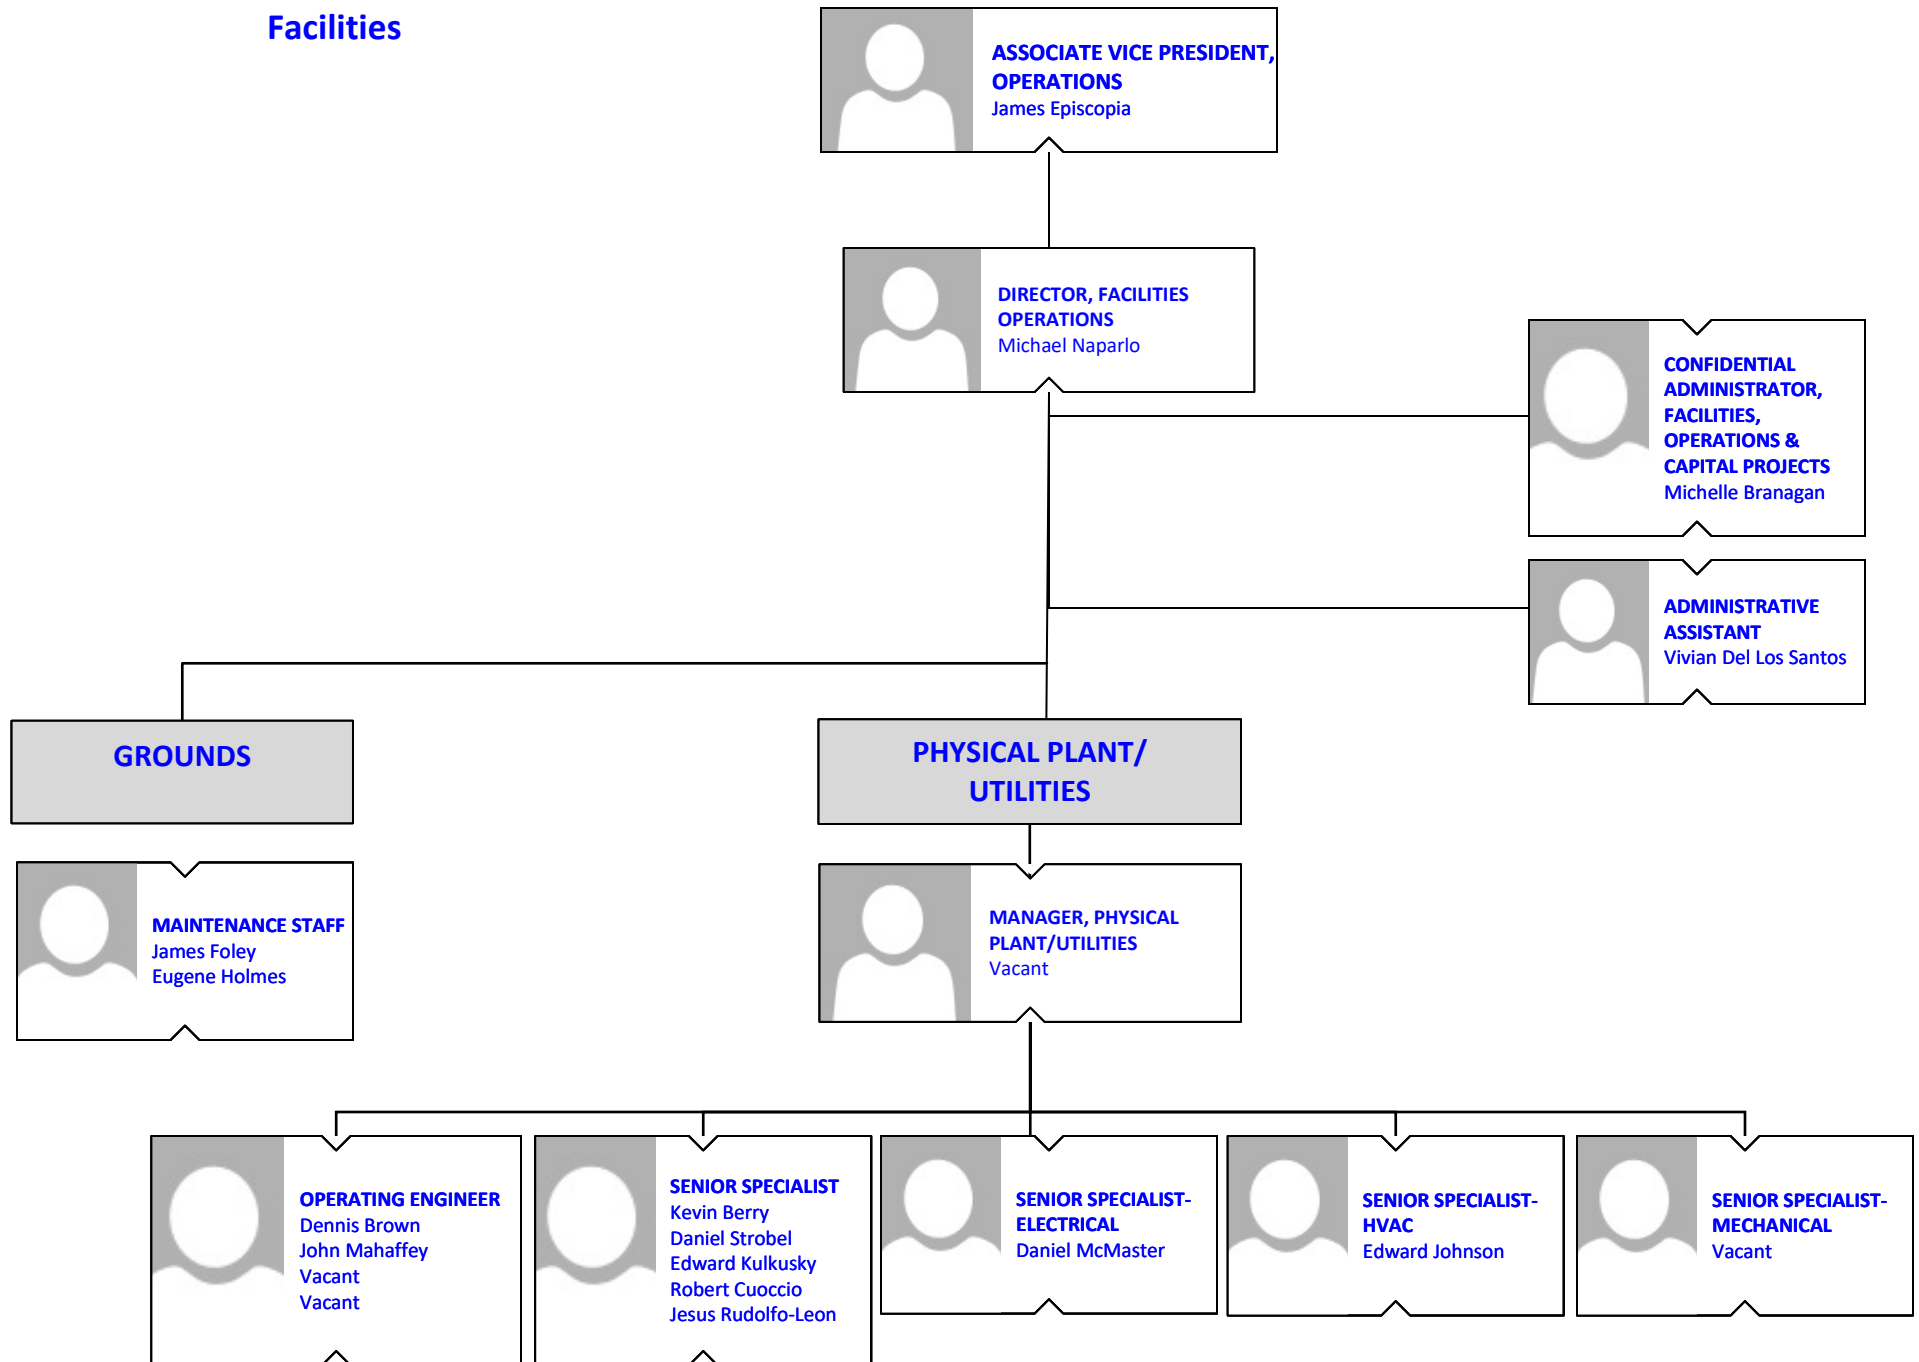 Facilities
ASSOCIATE VICE PRESIDENT,
OPERATIONS
James Episcopia
DIRECTOR, FACILITIES
OPERATIONS
Michael Naparlo
CONFIDENTIAL
ADMINISTRATOR,
FACILITIES,
OPERATIONS &
CAPITAL PROJECTS
Michelle Branagan
ADMINISTRATIVE
ASSISTANT
Vivian Del Los Santos
GROUNDS
PHYSICAL PLANT/
UTILITIES
MAINTENANCE STAFF
James Foley
Eugene Holmes
MANAGER, PHYSICAL
PLANT/UTILITIES
Vacant
OPERATING ENGINEER
Dennis Brown
John Mahaffey
Vacant
Vacant
SENIOR SPECIALIST
Kevin Berry
Daniel Strobel
Edward Kulkusky
Robert Cuoccio
Jesus Rudolfo-Leon
SENIOR SPECIALIST-
ELECTRICAL
Daniel McMaster
SENIOR SPECIALIST-
HVAC
Edward Johnson
SENIOR SPECIALIST-
MECHANICAL
Vacant